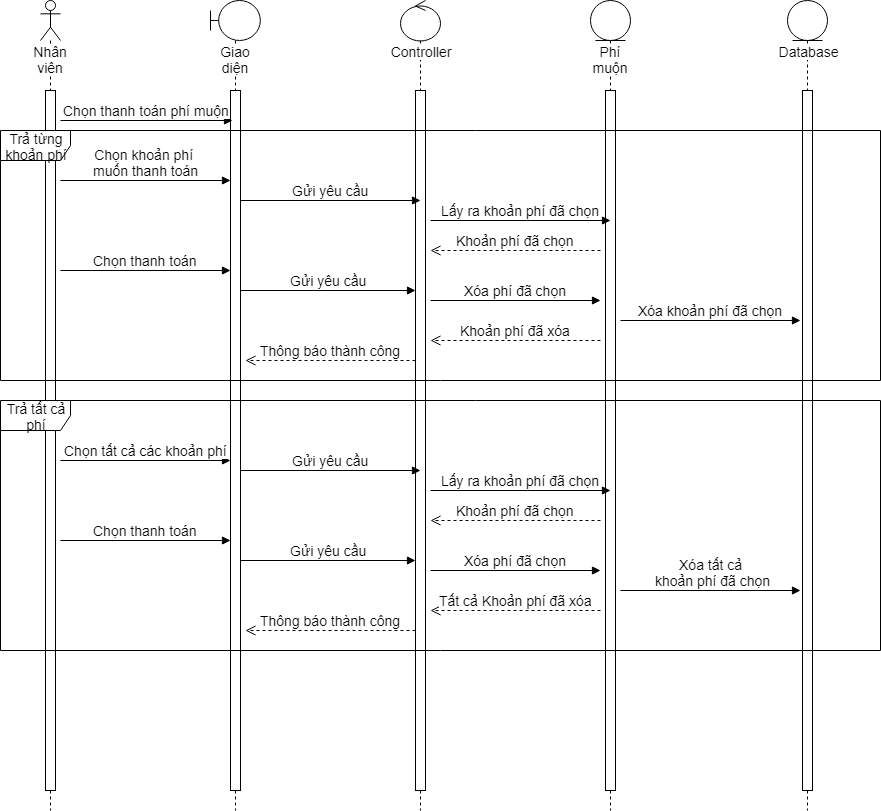 Nhân
viên
Giao
diện
Controller
Phí
muộn
Database
Chọn thanh toán phí muộn
Trả từng
khoản phí
Chọn khoản phí
muốn thanh toán
Gửi yêu cầu
Lấy ra khoản phí đã chọn
Khoản phí đã chọn
Chọn thanh toán
Gửi yêu cầu
Xóa phí đã chọn
Xóa khoản phí đã chọn
Khoản phí đã xóa
Thông báo thành công
Trả tất cả
phí
Chọn tất cả các khoản phí
Gửi yêu cầu
Lấy ra khoản phí đã chọn
Khoản phí đã chọn
Chọn thanh toán
Gửi yêu cầu
Xóa phí đã chọn
Xóa tất cả
khoản phí đã chọn
Tất cả Khoản phí đã xóa
Thông báo thành công